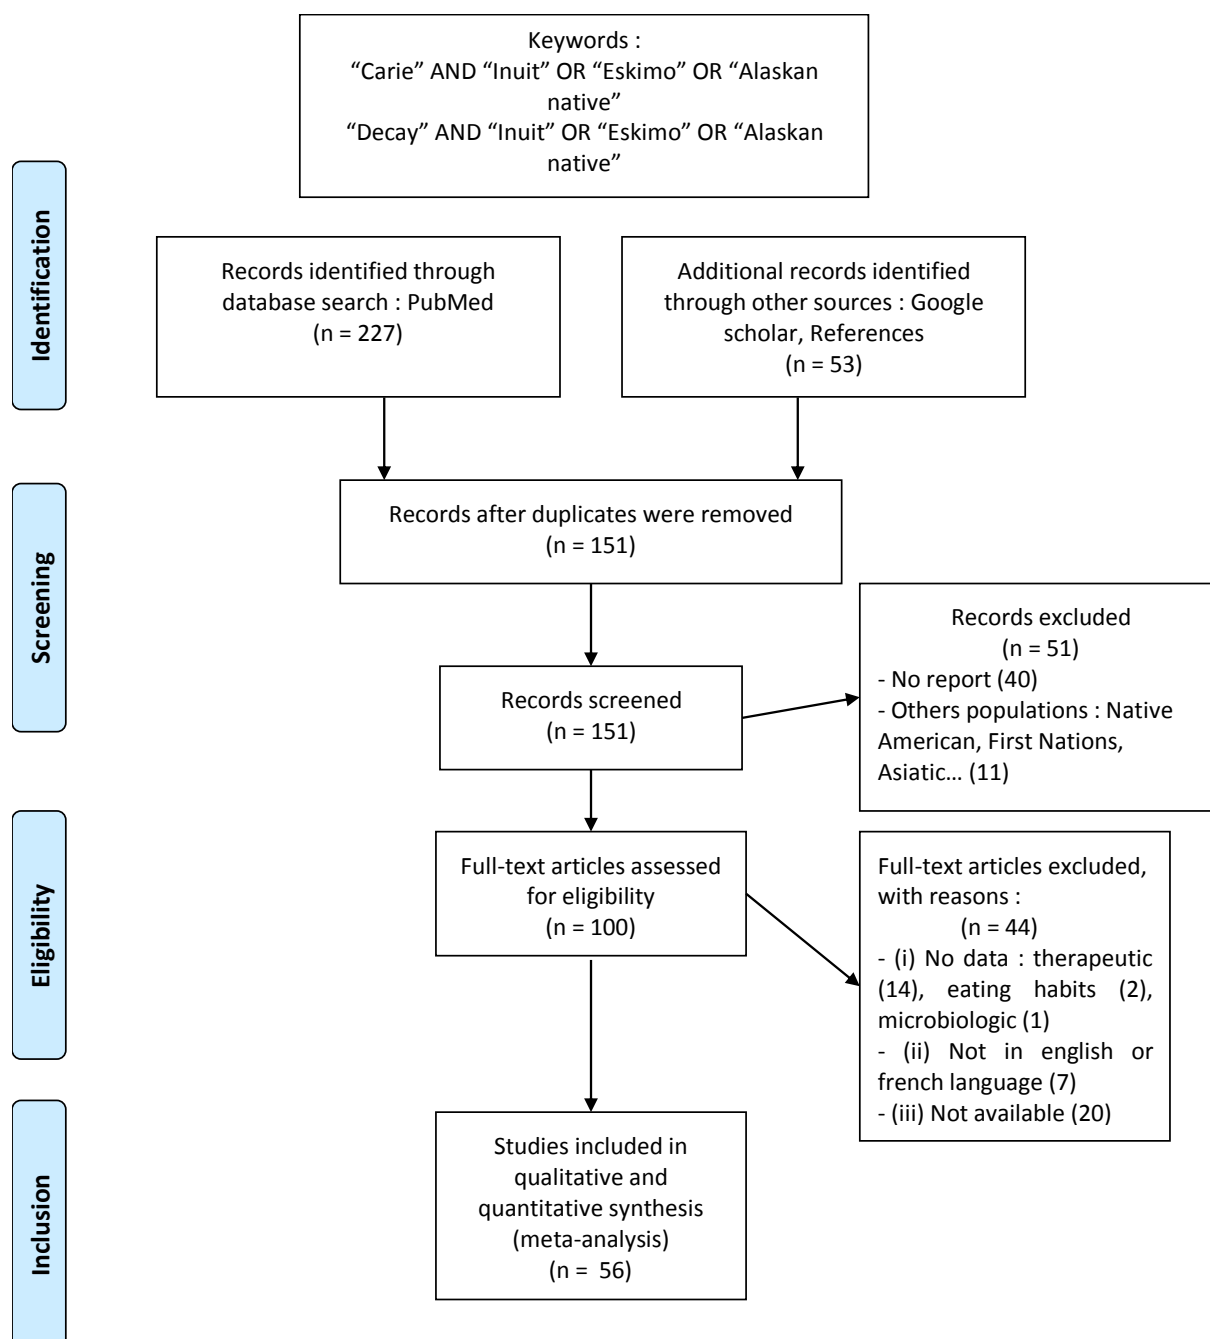 Keywords :
“Carie” AND “Inuit” OR “Eskimo” OR “Alaskan
native”
“Decay” AND “Inuit” OR “Eskimo” OR “Alaskan
native”
Identification
Records identified through
database search : PubMed
(n = 227)
Additional records identified
through other sources : Google
scholar, References
(n = 53)
Screening
Records after duplicates were removed
(n = 151)
Records screened
(n = 151)
Records excluded
(n = 51)
- No report (40)
- Others populations : Native
American, First Nations,
Asiatic... (11)
Eligibility
Full-text articles assessed
for eligibility
(n = 100)
Full-text articles excluded,
with reasons :
(n = 44)
- (i) No data : therapeutic
(14), eating habits (2),
microbiologic (1)
- (ii) Not in english or
french language (7)
- (iii) Not available (20)
Inclusion
Studies included in
qualitative and
quantitative synthesis
(meta-analysis)
(n = 56)